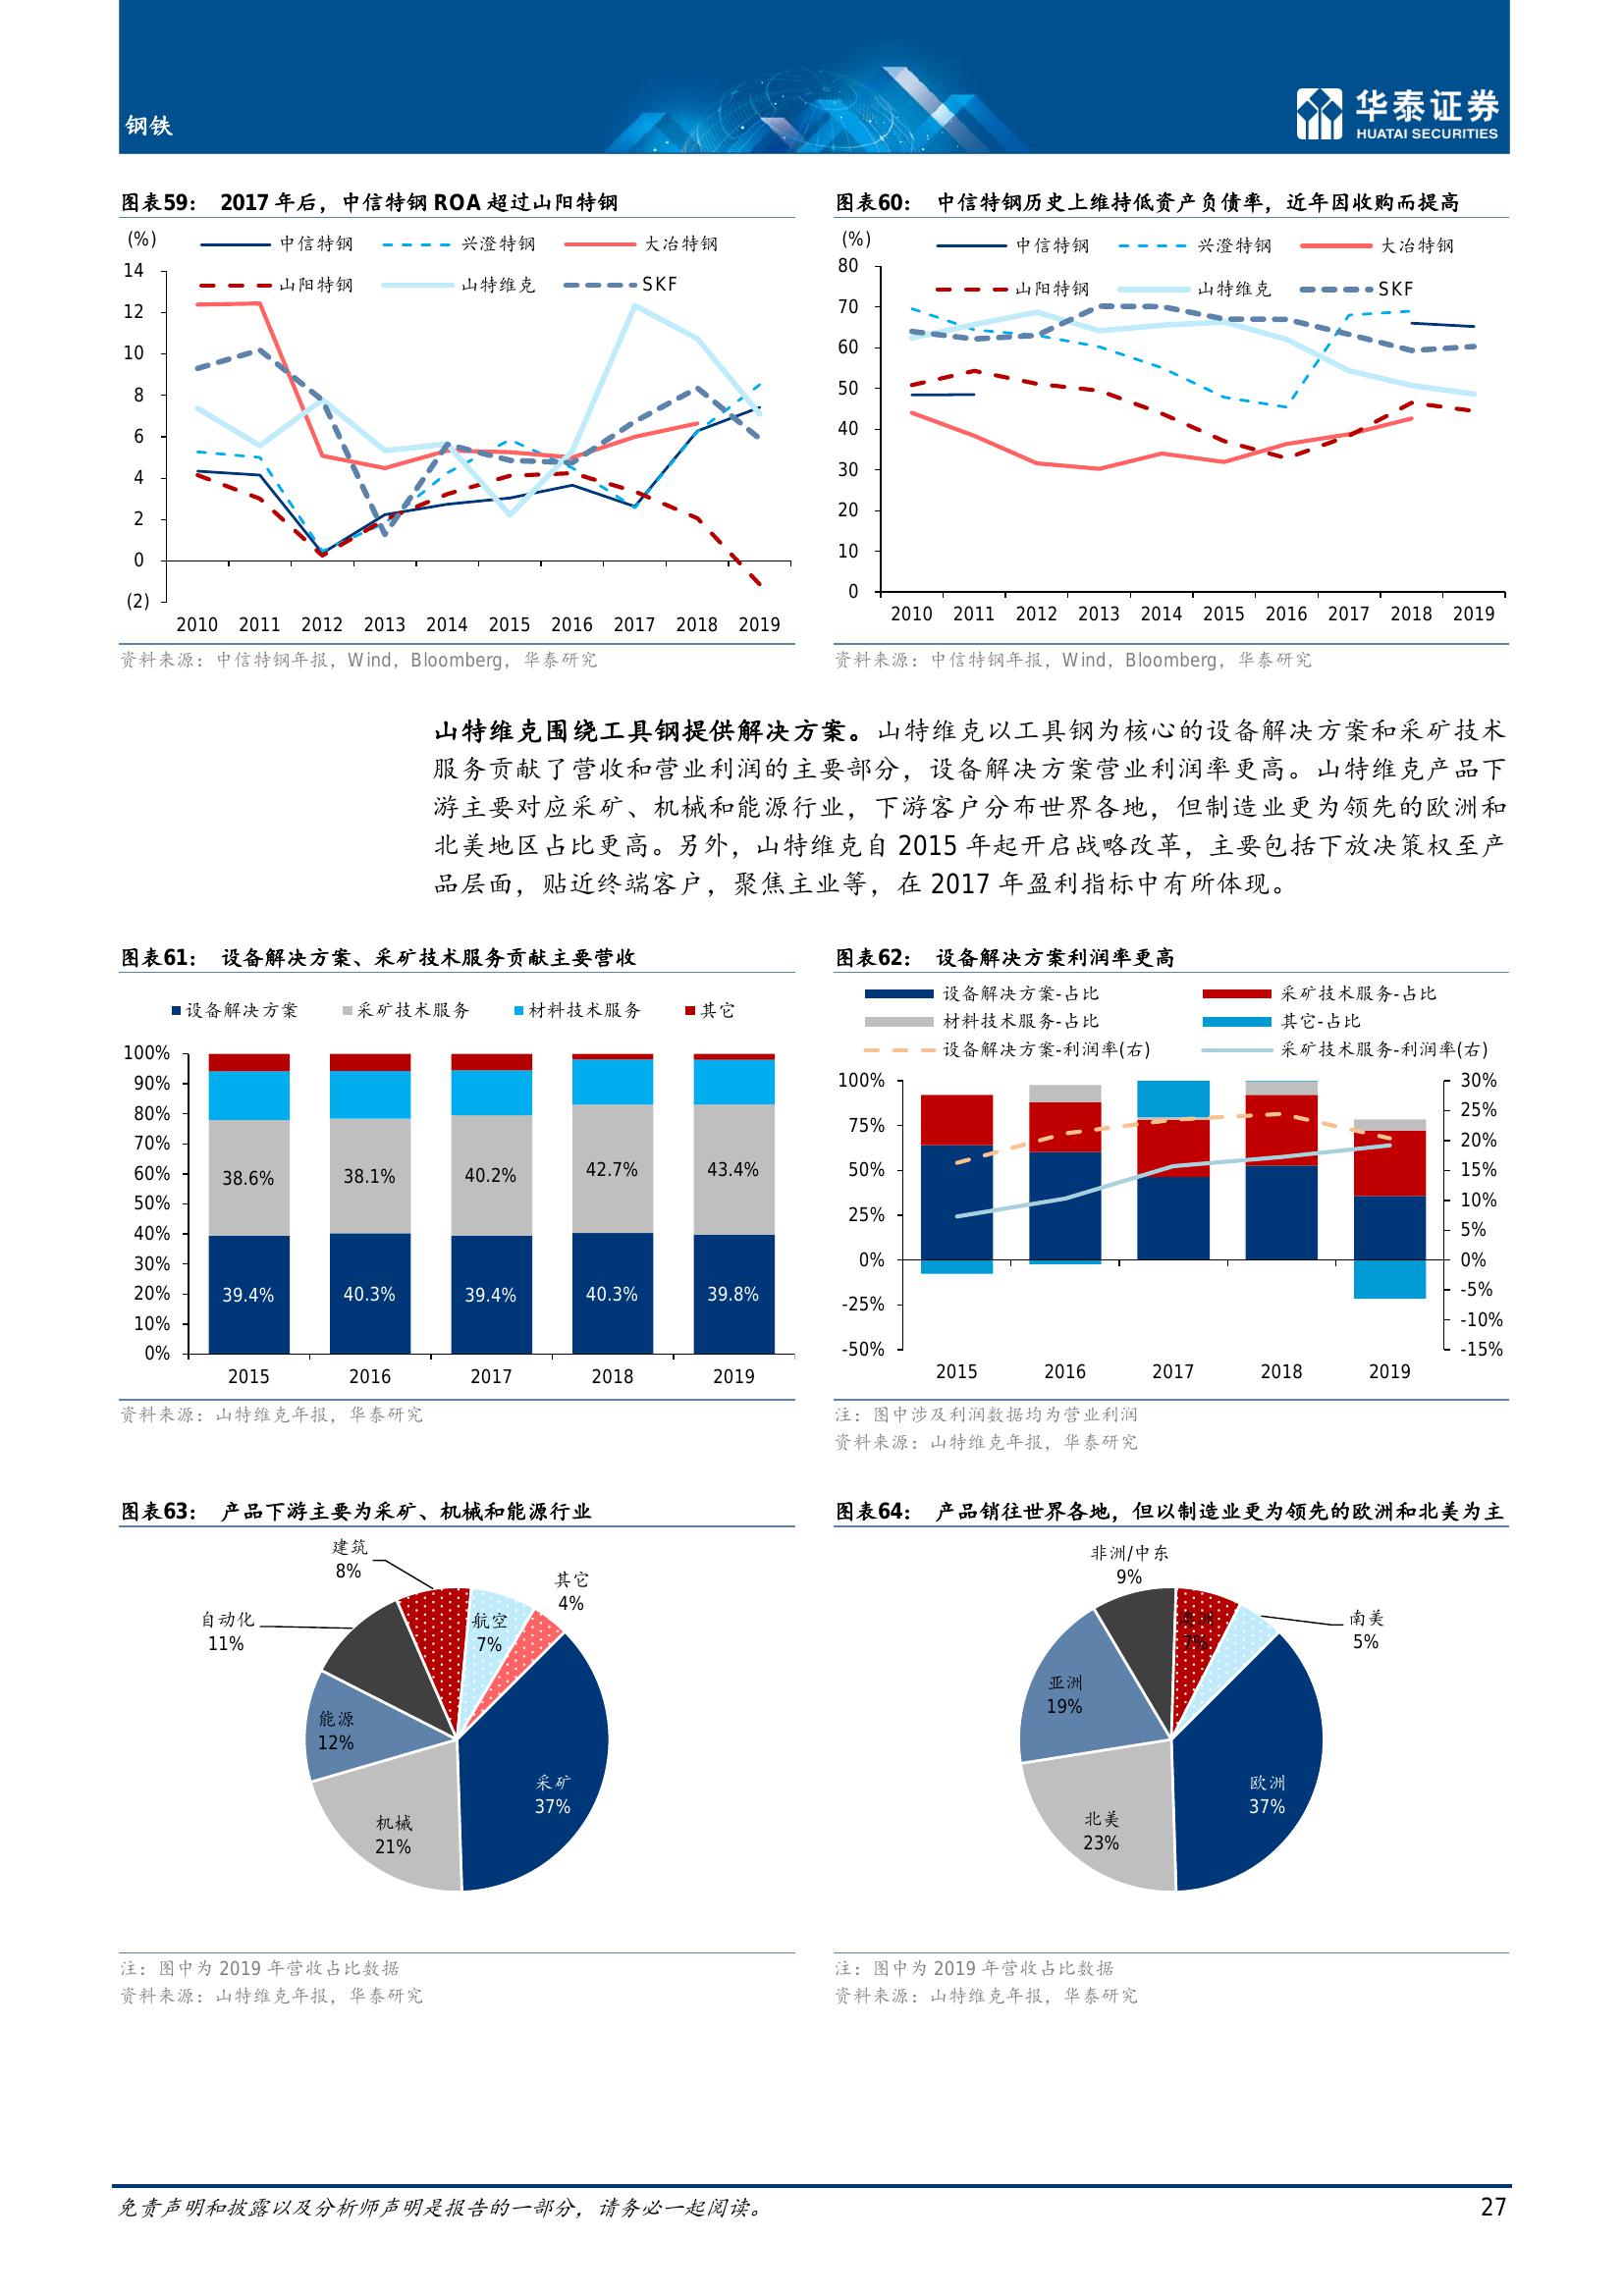 钢铁
华泰证券
HUATAI SECURITIES
图表59： 2017 年后，中信特钢 ROA 超过山阳特钢
(%)
中信特钢 兴澄特钢 大冶特钢
山阳特钢 山特维克 SKF
14
12
10
8
6
4
2
0
(2)
2010 2011 2012 2013 2014 2015 2016 2017 2018 2019
资料来源：中信特钢年报，Wind，Bloomberg，华泰研究
图表60： 中信特钢历史上维持低资产负债率，近年因收购而提高
(%)
中信特钢 兴澄特钢 大冶特钢
山阳特钢 山特维克 SKF
80
70
60
50
40
30
20
10
0
2010 2011 2012 2013 2014 2015 2016 2017 2018 2019
资料来源：中信特钢年报，Wind，Bloomberg，华泰研究
山特维克围绕工具钢提供解决方案。山特维克以工具钢为核心的设备解决方案和采矿技术
服务贡献了营收和营业利润的主要部分，设备解决方案营业利润率更高。山特维克产品下
游主要对应采矿、机械和能源行业，下游客户分布世界各地，但制造业更为领先的欧洲和
北美地区占比更高。另外，山特维克自 2015 年起开启战略改革，主要包括下放决策权至产
品层面，贴近终端客户，聚焦主业等，在 2017 年盈利指标中有所体现。
图表61： 设备解决方案、采矿技术服务贡献主要营收
设备解决方案 采矿技术服务 材料技术服务 其它
100%
90%
80%
70%
60%
50%
40%
30%
20%
10%
0%
38.6% 38.1% 40.2% 42.7% 43.4%
39.4% 40.3% 39.4% 40.3% 39.8%
2015 2016 2017 2018 2019
资料来源：山特维克年报，华泰研究
图表62： 设备解决方案利润率更高
设备解决方案-占比 采矿技术服务-占比
材料技术服务-占比 其它-占比
设备解决方案-利润率(右) 采矿技术服务-利润率(右)
100%
75%
50%
25%
0%
-25%
-50%
30%
25%
20%
15%
10%
5%
0%
-5%
-10%
-15%
2015 2016 2017 2018 2019
注：图中涉及利润数据均为营业利润
资料来源：山特维克年报，华泰研究
图表63： 产品下游主要为采矿、机械和能源行业
建筑
8%
其它
4%
自动化
11%
航空
7%
能源
12%
采矿
37%
机械
21%
注：图中为 2019 年营收占比数据
资料来源：山特维克年报，华泰研究
图表64： 产品销往世界各地，但以制造业更为领先的欧洲和北美为主
非洲/中东
9%
7%
南美
5%
亚洲
19%
欧洲
37%
北美
23%
注：图中为 2019 年营收占比数据
资料来源：山特维克年报，华泰研究
免责声明和披露以及分析师声明是报告的一部分，请务必一起阅读。
27